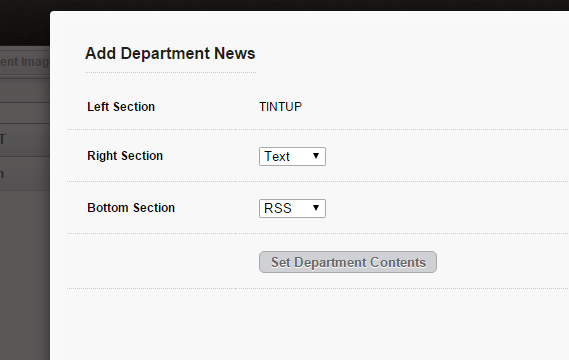 Add Department News
ent Imag
Left Section TINTUP
T
Right Section Text
n
Bottom Section RSS
Set Department Contents